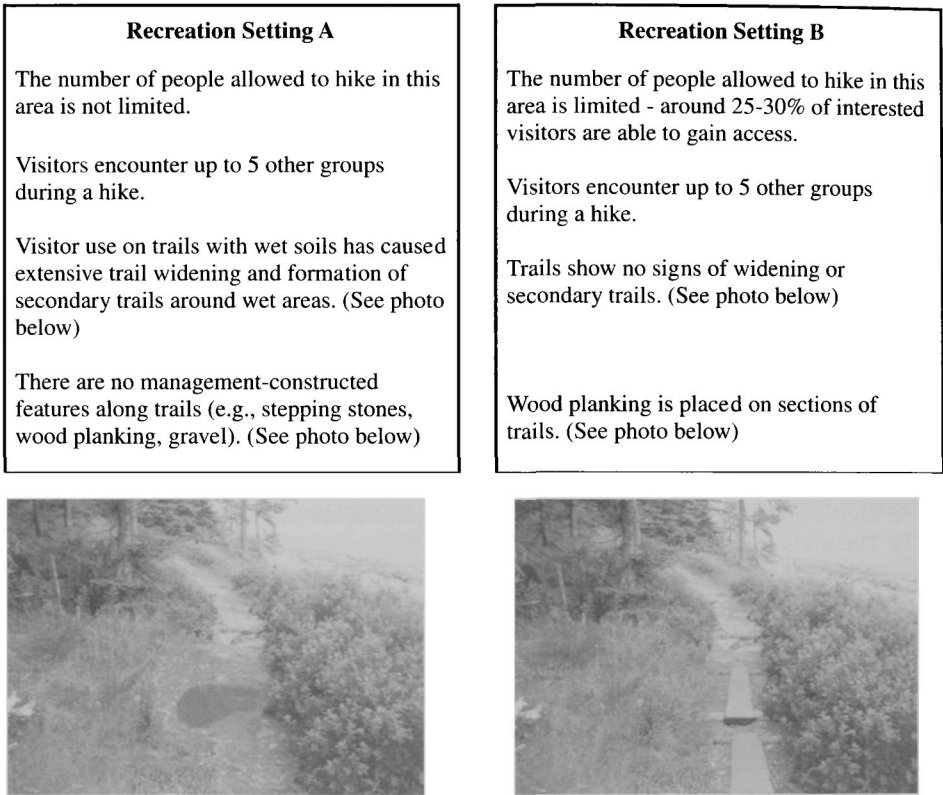 Recreation Setting A
The number of people allowed to hike in this
area is not limited.
Visitors encounter up to 5 other groups
during a hike.
Visitor use on trails with wet soils has caused
extensive trail widening and formation of
secondary trails around wet areas. (See photo
below)
There are no management-constructed
features along trails (e.g., stepping stones,
wood planking, gravel). (See photo below)
Recreation Setting B
The number of people allowed to hike in this
area is limited - around 25-30% of interested
visitors are able to gain access.
Visitors encounter up to 5 other groups
during a hike.
Trails show no signs of widening or
secondary trails. (See photo below)
Wood planking is placed on sections of
trails. (See photo below)